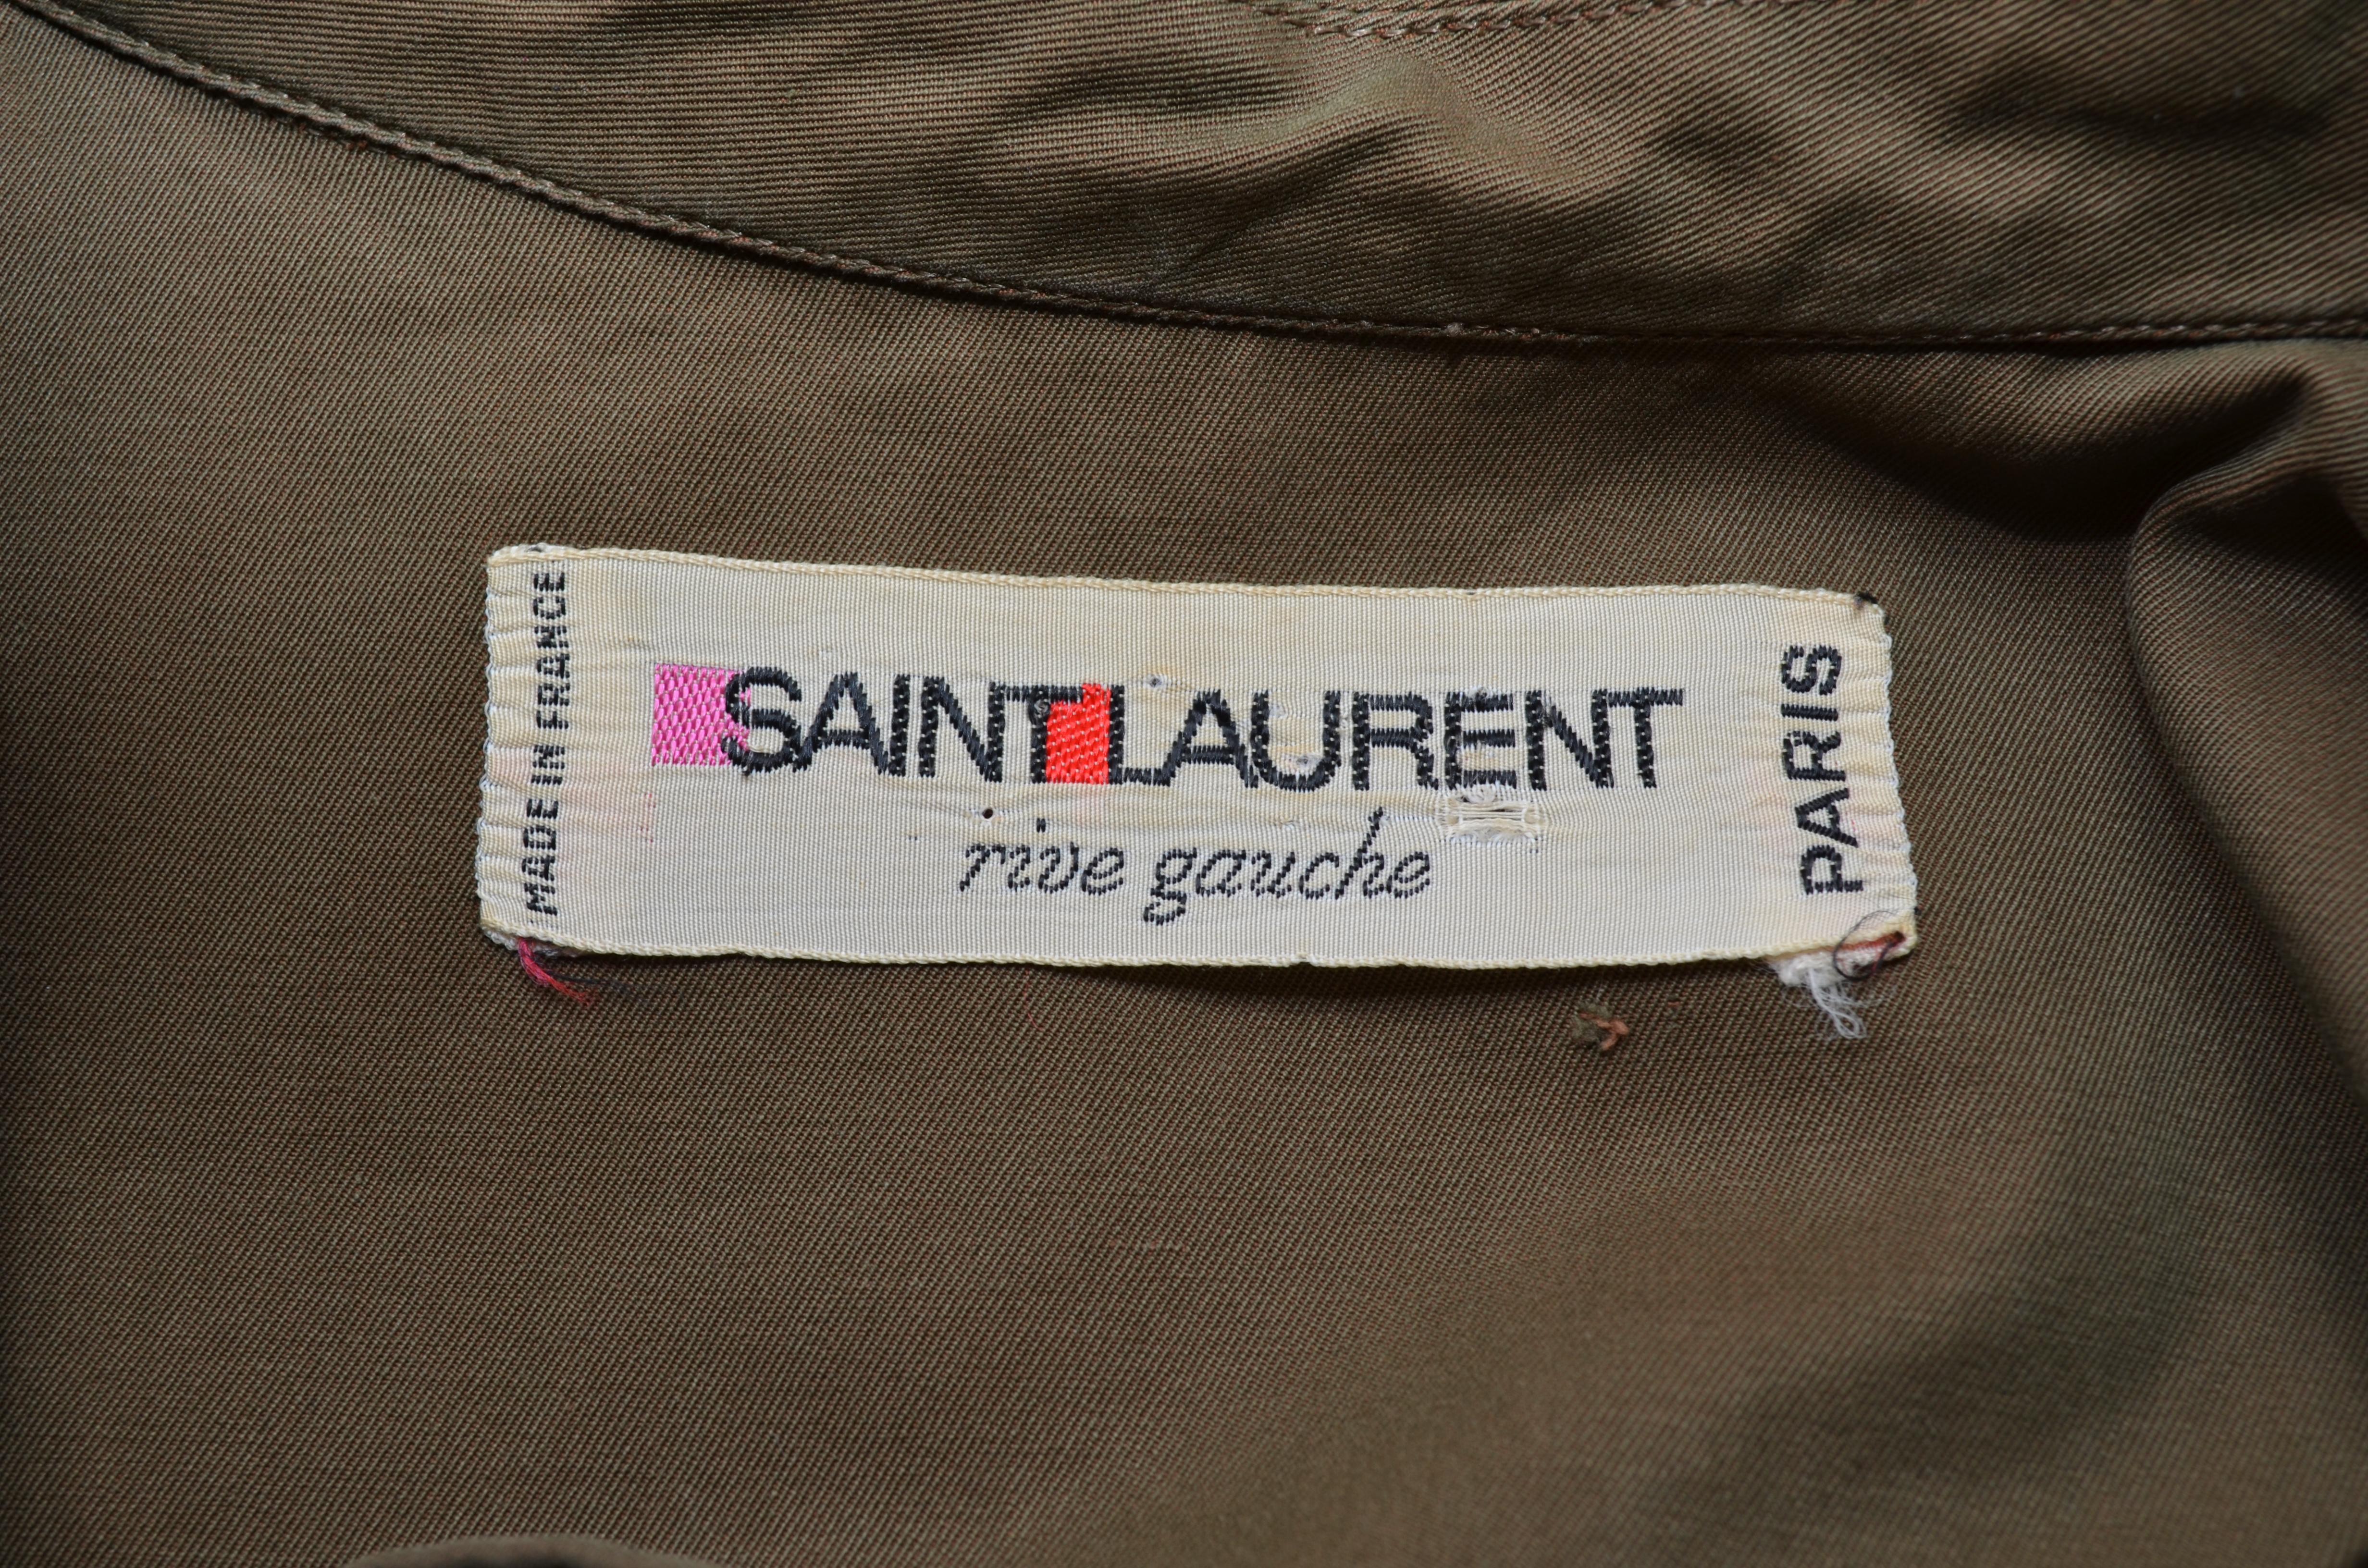 MADE IN FRANCE
SAINT LAURENT
rive gauche
PARIS